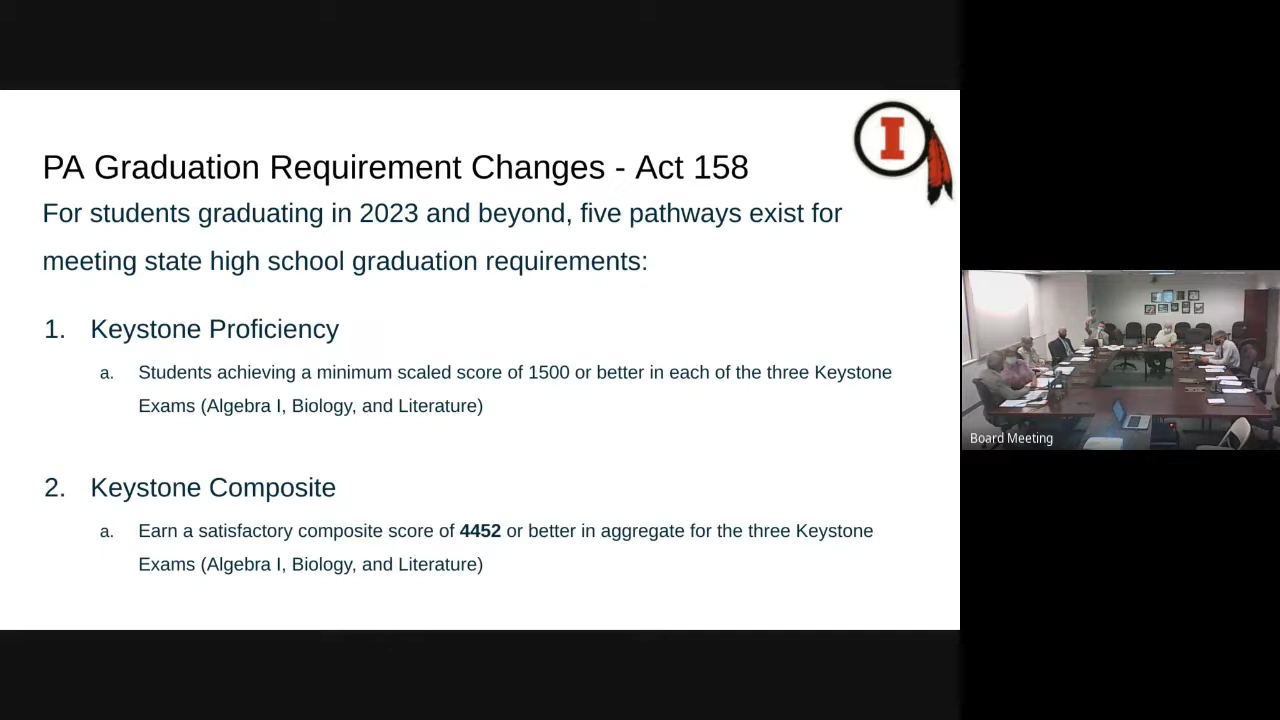 I
PA Graduation Requirement Changes - Act 158
For students graduating in 2023 and beyond, five pathways exist for
meeting state high school graduation requirements:
1. Keystone Proficiency
a. Students achieving a minimum scaled score of 1500 or better in each of the three Keystone
Exams (Algebra I, Biology, and Literature)
2. Keystone Composite
a. Earn a satisfactory composite score of 4452 or better in aggregate for the three Keystone
Exams (Algebra I, Biology, and Literature)
Board Meeting